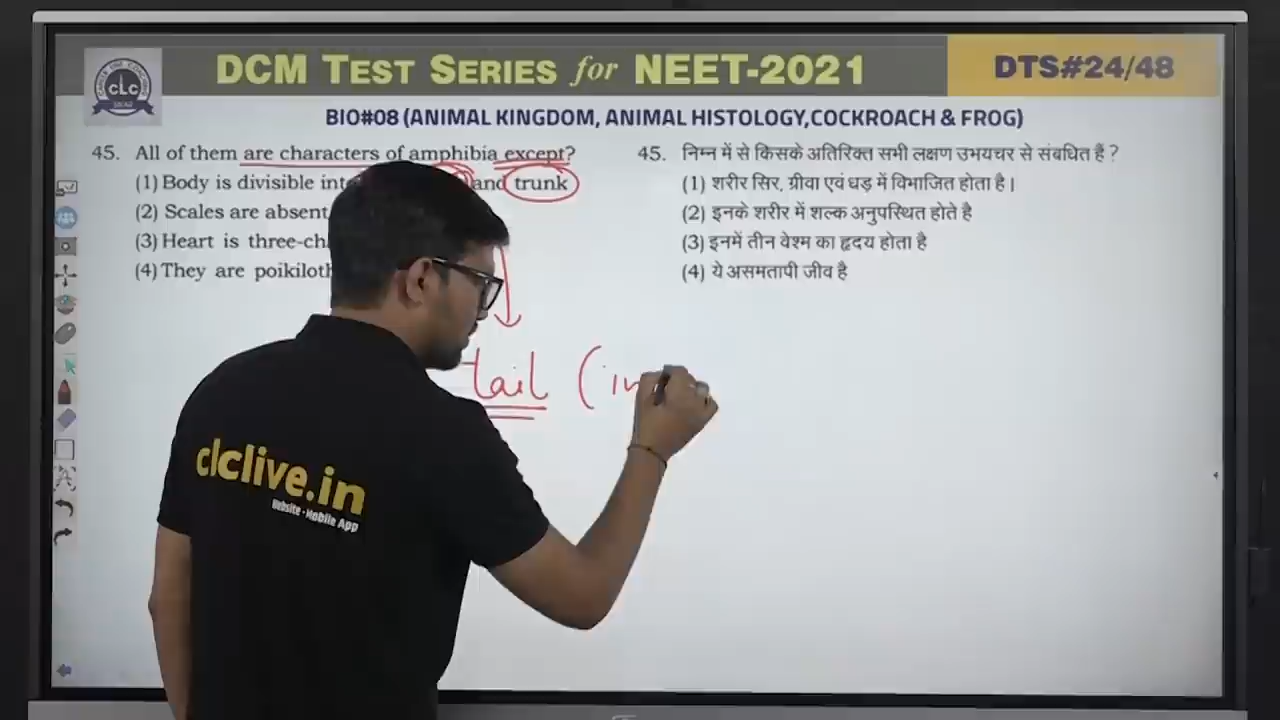 DCM TEST SERIES for NEET-2021
DTS#24/48
CLC
BIO#08 (ANIMAL KINGDOM, ANIMAL HISTOLOGY,COCKROACH & FROG)
45. All of them are characters of amphibia except?
(1) Body is divisible into and trunk
(2) Scales are absent
(3) Heart is three-ch
(4) They are poikiloth
45. निम्न में से किसके अतिरिक्त सभी लक्षण उभयचर से संबधित है ?
(1) शरीर सिर, ग्रीवा एवं धड़ में विभाजित होता है।
(2) इनके शरीर में शल्क अनुपस्थित होते है
(3) इनमें तीन वेश्म का हृदय होता है
(4) ये असमतापी जीव है
tail (in
clclive.in
Website - Mobile App